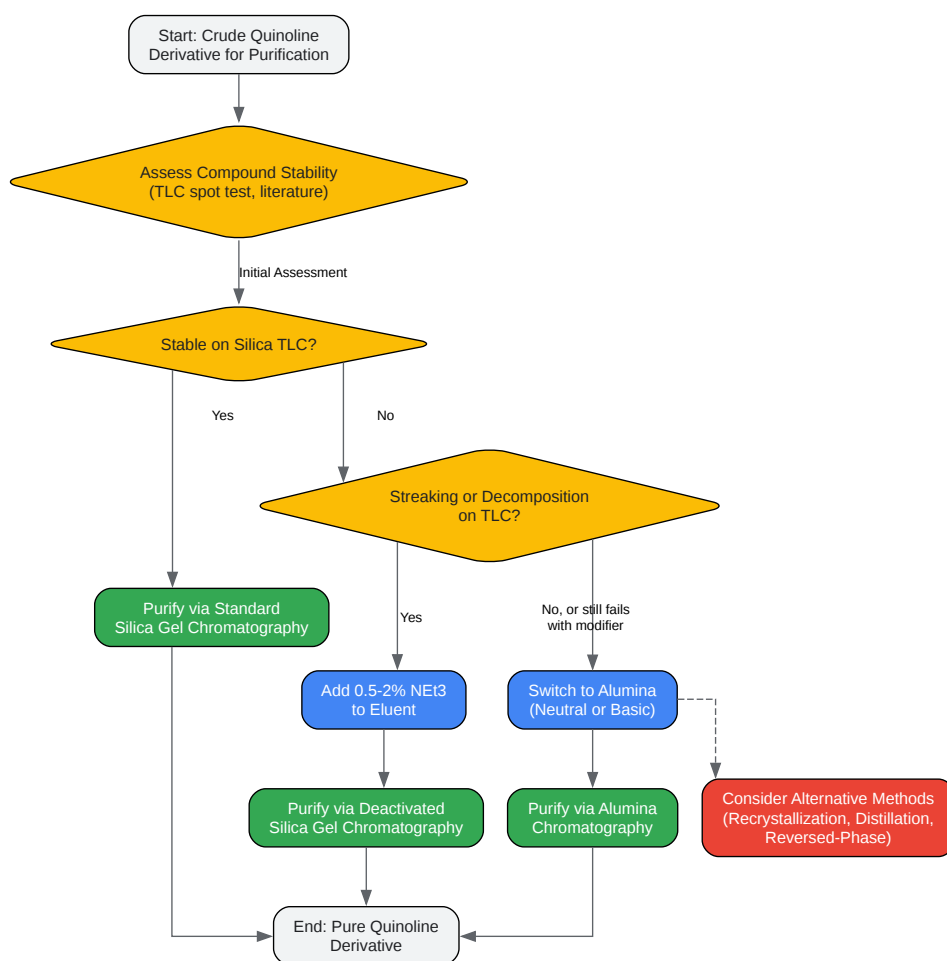 Start: Crude Quinoline
Derivative for Purification
Assess Compound Stability
(TLC spot test, literature)
Initial Assessment
Stable on Silica TLC?
Yes
No
Streaking or Decomposition
on TLC?
Purify via Standard
Silica Gel Chromatography
Yes
No, or still fails
with modifier
Add 0.5-2% NEt3
to Eluent
Switch to Alumina
(Neutral or Basic)
Purify via Deactivated
Silica Gel Chromatography
Purify via Alumina
Chromatography
Consider Alternative Methods
(Recrystallization, Distillation,
Reversed-Phase)
End: Pure Quinoline
Derivative